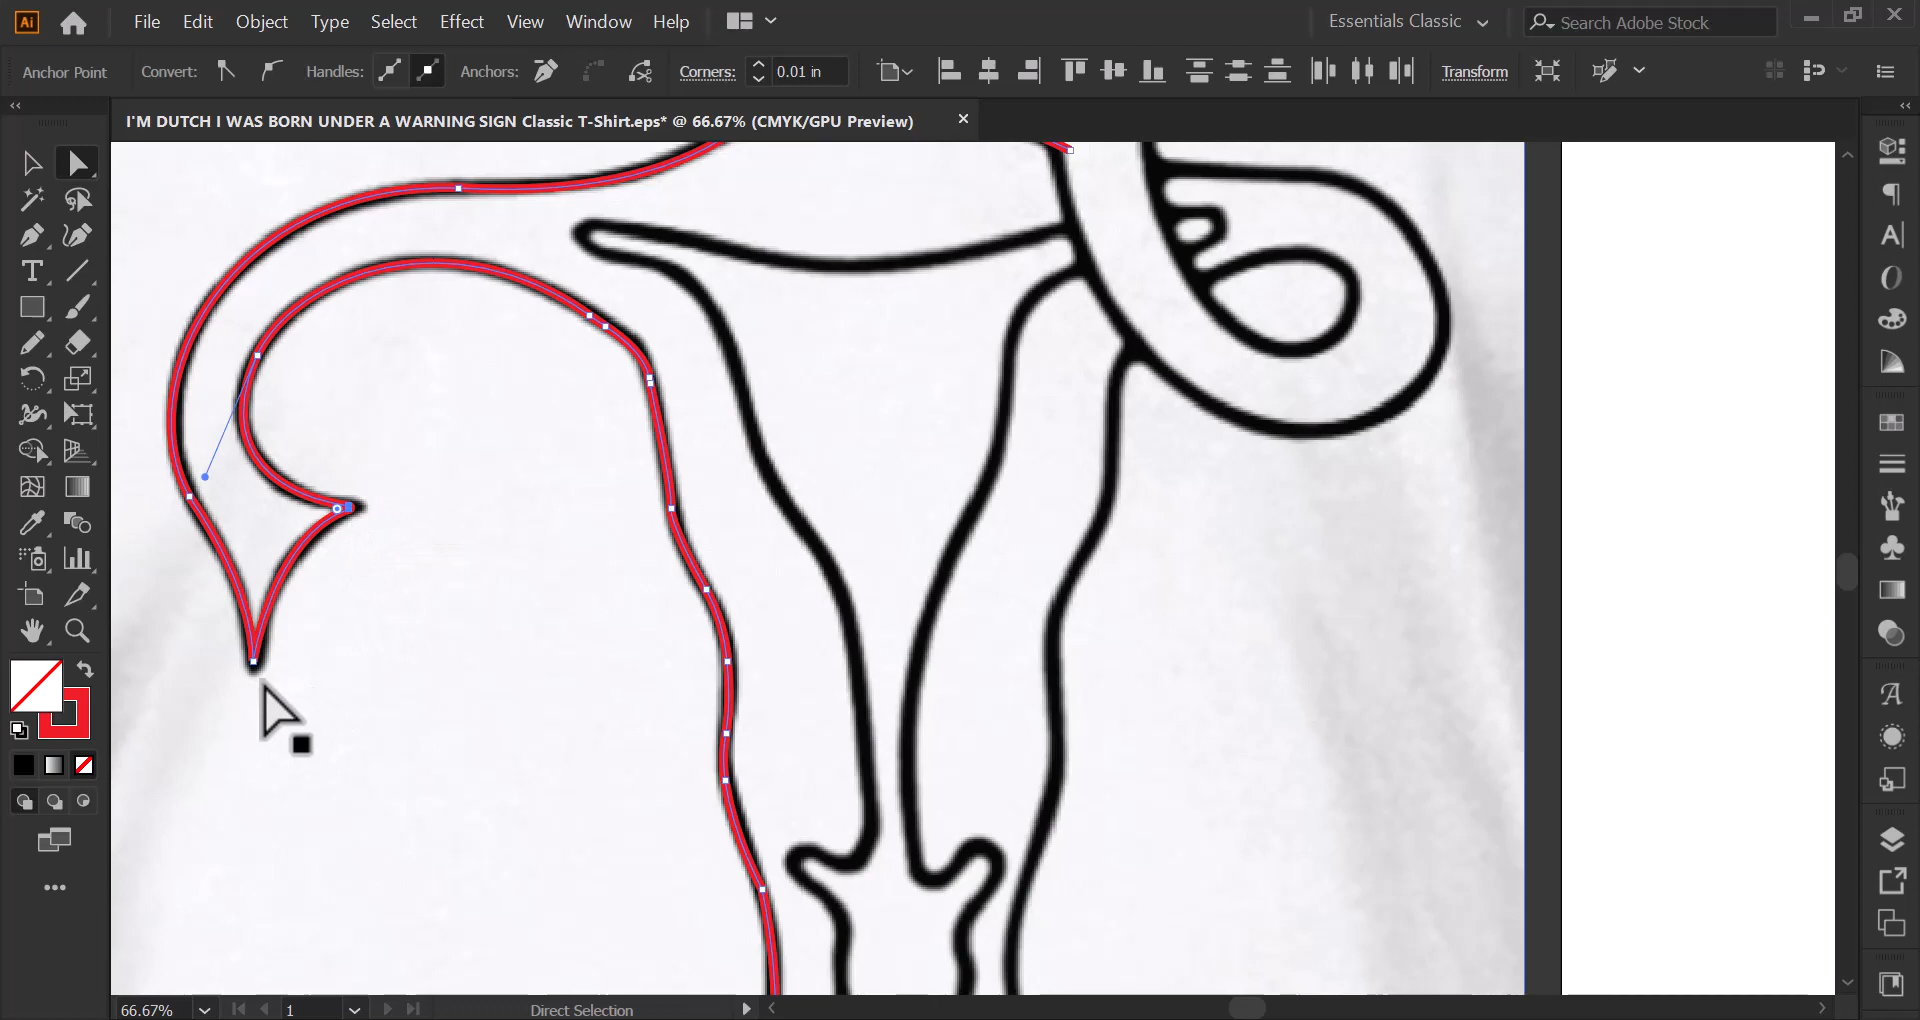 Ai File Edit Object Type Select Effect View Window Help Essentials Classic Search Adobe Stock
Anchor Point Convert: Handles: Anchors: Corners: 0.01 in Transform
I'M DUTCH I WAS BORN UNDER A WARNING SIGN Classic T-Shirt.eps* @ 66.67% (CMYK/GPU Preview)
66.67% 1 Direct Selection